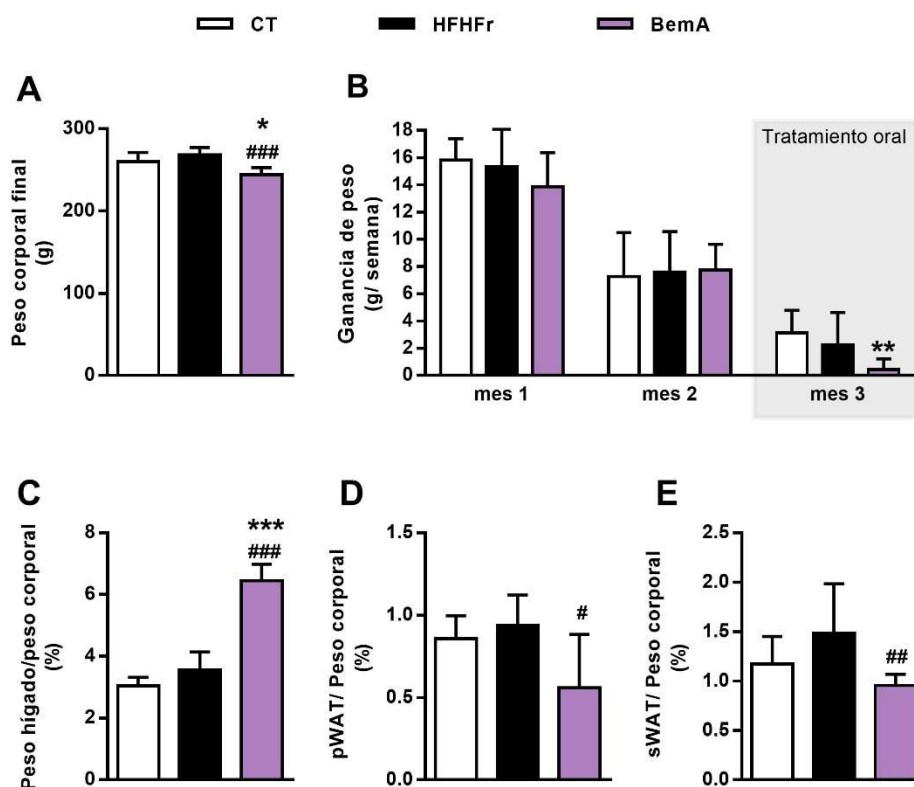 CT HFHFr BemA
A
Peso corporal final
(g)
300
200
100
0
*
###
B
Ganancia de peso
(g/ semana)
18
16
14
12
10
8
6
4
2
0
Tratamiento oral
**
mes 1 mes 2 mes 3
C
Peso hígado/peso corporal
(%)
8
6
4
2
0
***
###
D
pWAT/ Peso corporal
(%)
1.5
1.0
0.5
0.0
#
E
sWAT/ Peso corporal
(%)
2.5
2.0
1.5
1.0
0.5
0.0
##